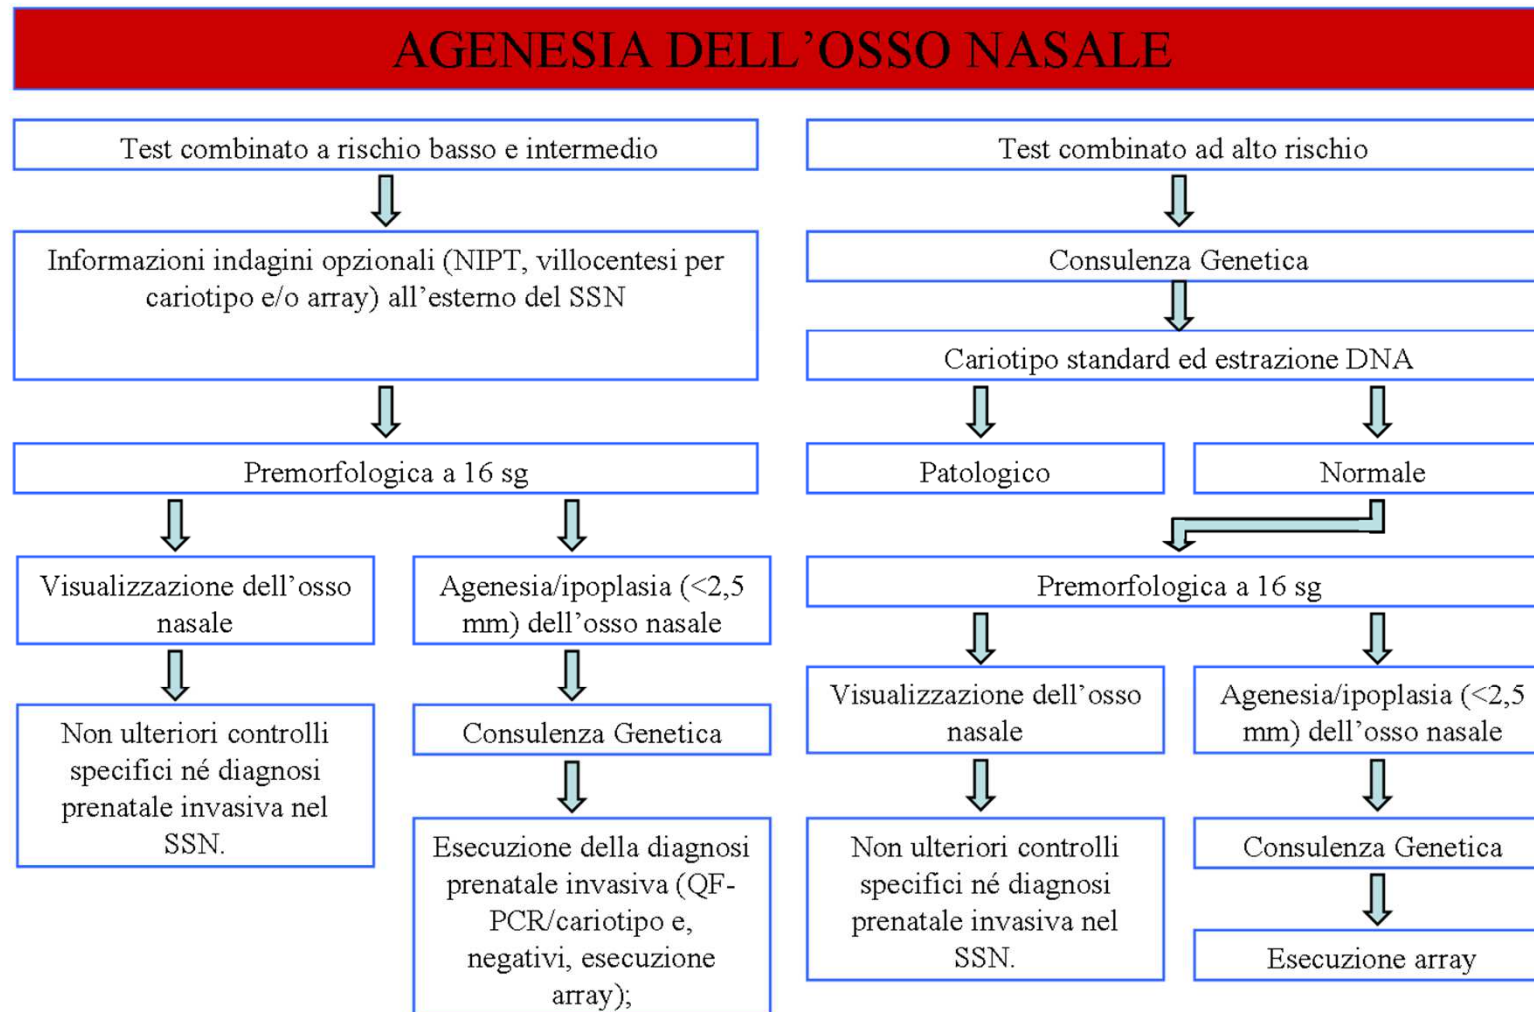 AGENESIA DELL’OSSO NASALE
Test combinato a rischio basso e intermedio
Informazioni indagini opzionali (NIPT, villocentesi per
cariotipo e/o array) all’esterno del SSN
Premorfologica a 16 sg
Visualizzazione dell’osso
nasale
Non ulteriori controlli
specifici né diagnosi
prenatale invasiva nel
SSN.
Agenesia/ipoplasia (<2,5
mm) dell’osso nasale
Consulenza Genetica
Esecuzione della diagnosi
prenatale invasiva (QF-
PCR/cariotipo e,
negativi, esecuzione
array);
Test combinato ad alto rischio
Consulenza Genetica
Cariotipo standard ed estrazione DNA
Patologico
Normale
Premorfologica a 16 sg
Visualizzazione dell’osso
nasale
Non ulteriori controlli
specifici né diagnosi
prenatale invasiva nel
SSN.
Agenesia/ipoplasia (<2,5
mm) dell’osso nasale
Consulenza Genetica
Esecuzione array